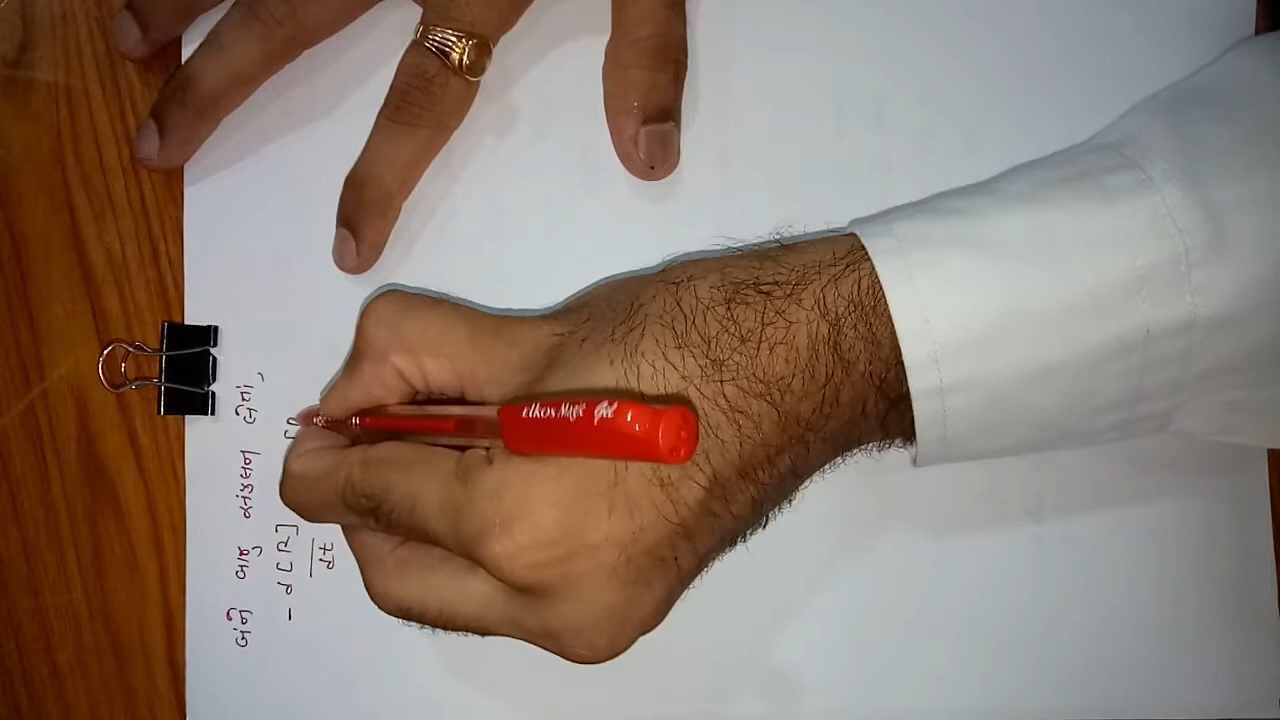 બંને બાજુ સંકલન લેતાં,
- d[R]
dt
elkos Magic Gel